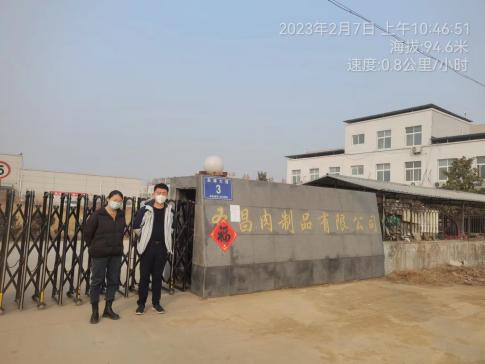 2023年2月7日 上午10:46:51
海拔:94.6米
速度:0.8公里/小时
5
3
昌肉制品有限公司
福